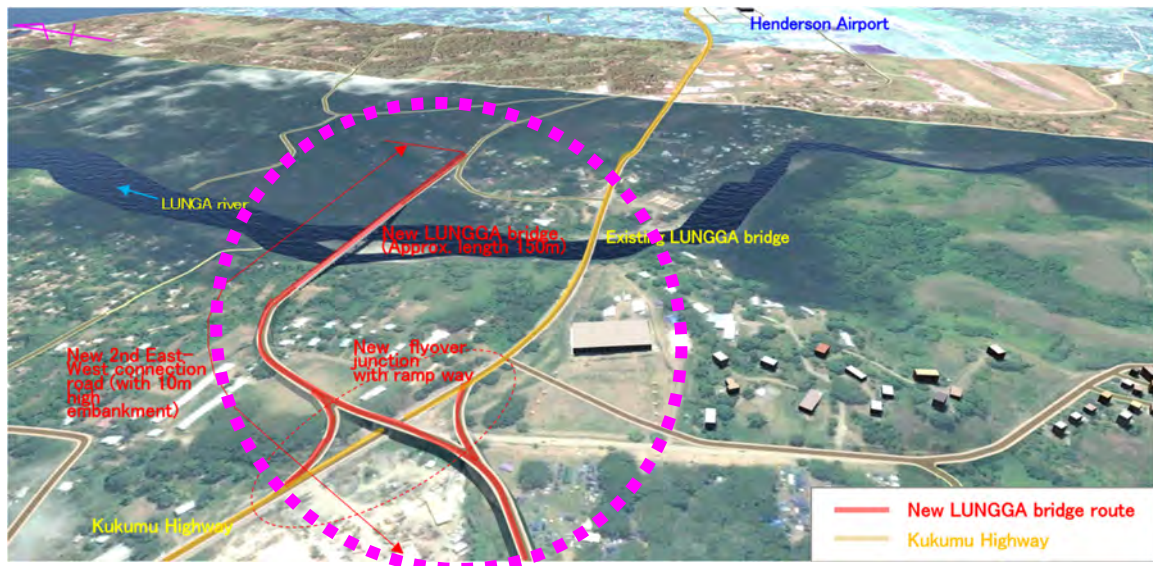 Henderson Airport
LUNGA river
New LUNGGA bridge
(Approx. length 150m)
Existing LUNGGA bridge
New 2nd East-
West connection
road (with 10m
high
embankment)
New flyover
junction
with ramp way
Kukumu Highway
New LUNGGA bridge route
Kukumu Highway